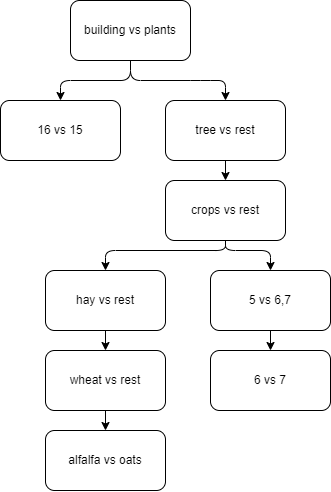 building vs plants
16 vs 15
tree vs rest
crops vs rest
hay vs rest
5 vs 6,7
wheat vs rest
6 vs 7
alfalfa vs oats